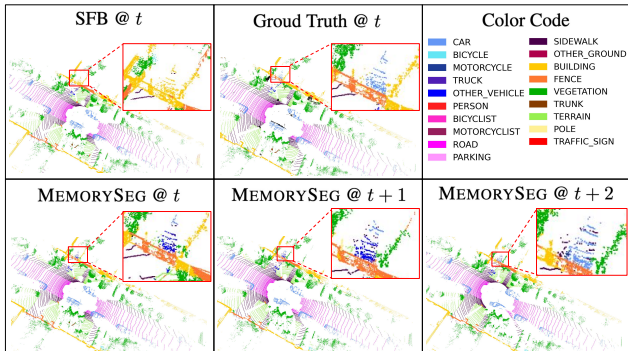 SFB @ t
Groud Truth @ t
Color Code
CAR
BICYCLE
MOTORCYCLE
TRUCK
OTHER_VEHICLE
PERSON
BICYCLIST
MOTORCYCLIST
ROAD
PARKING
SIDEWALK
OTHER_GROUND
BUILDING
FENCE
VEGETATION
TRUNK
TERRAIN
POLE
TRAFFIC_SIGN
MEMORYSEG @ t
MEMORYSEG @ t + 1
MEMORYSEG @ t + 2